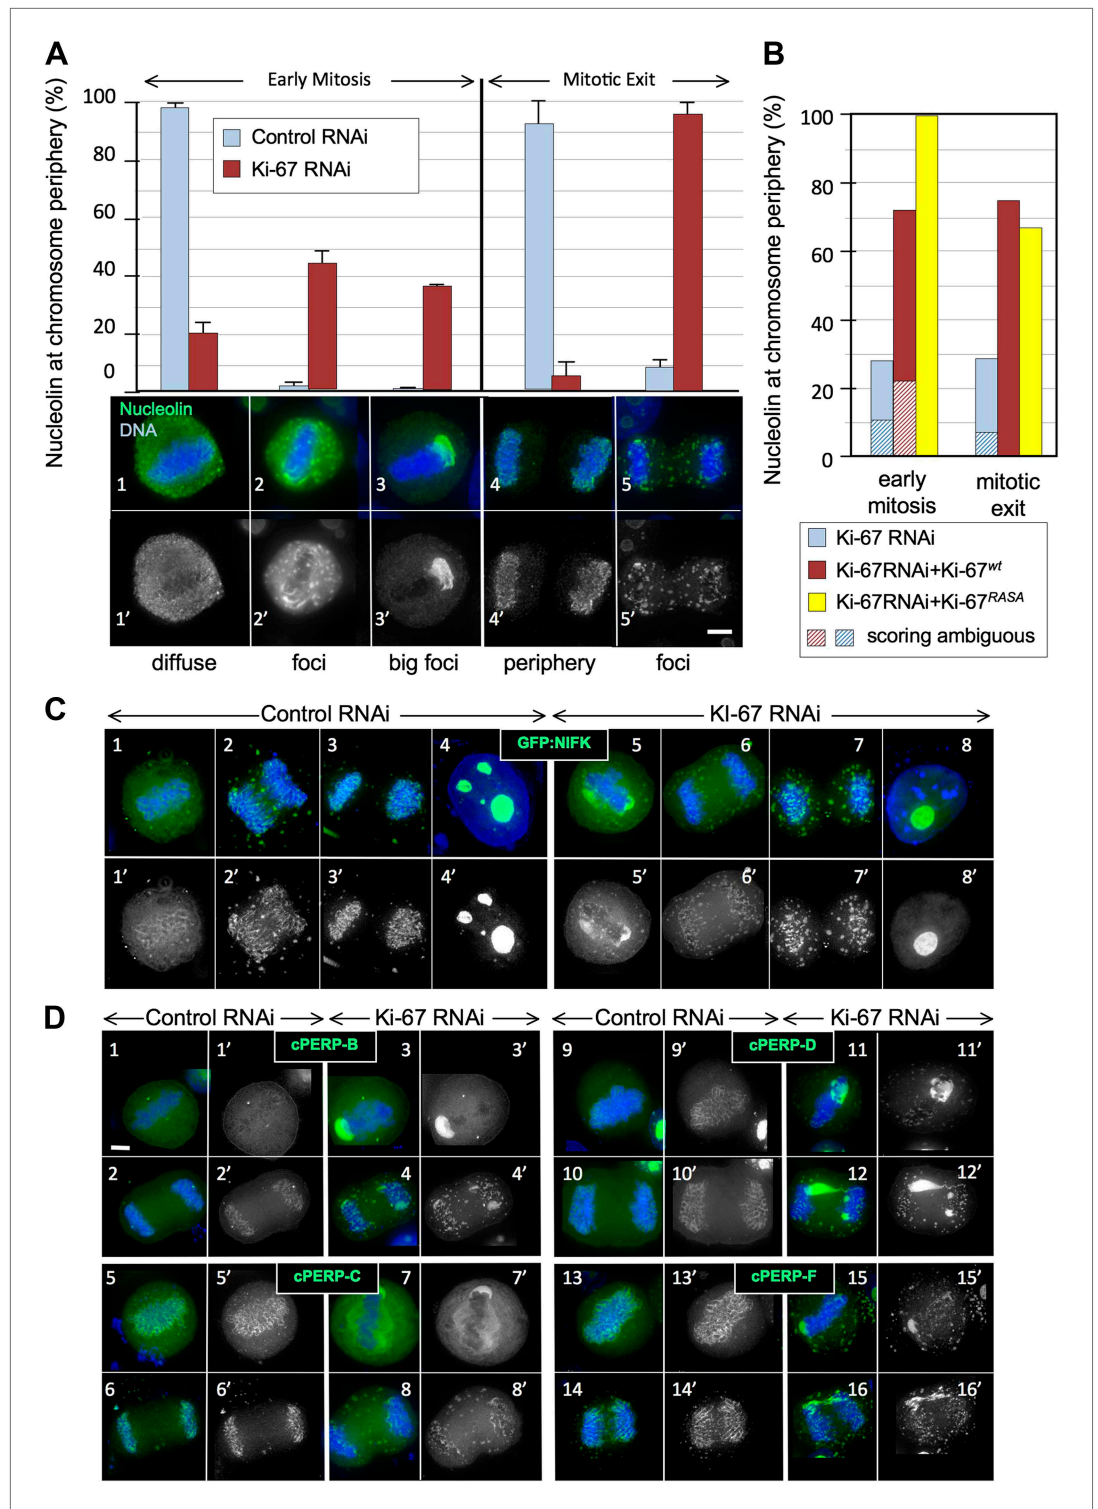 A
B
Early Mitosis
Mitotic Exit
Nucleolin at chromosome periphery (%)
100
80
60
40
20
0
Control RNAi
Ki-67 RNAi
Nucleolin
DNA
1
2
3
4
5
1’
2’
3’
4’
5’
diffuse
foci
big foci
periphery
foci
Nucleolin at chromosome periphery (%)
100
80
60
40
20
0
early
mitosis
mitotic
exit
Ki-67 RNAi
Ki-67RNAi+Ki-67wt
Ki-67RNAi+Ki-67RASA
scoring ambiguous
C
Control RNAi
KI-67 RNAi
GFP:NIFK
1
2
3
4
5
6
7
8
1’
2’
3’
4’
5’
6’
7’
8’
D
Control RNAi
Ki-67 RNAi
Control RNAi
Ki-67 RNAi
cPERP-B
cPERP-D
1
1’
3
3’
9
9’
11
11’
2
2’
4
4’
10
10’
12
12’
cPERP-C
cPERP-F
5
5’
7
7’
13
13’
15
15’
6
6’
8
8’
14
14’
16
16’